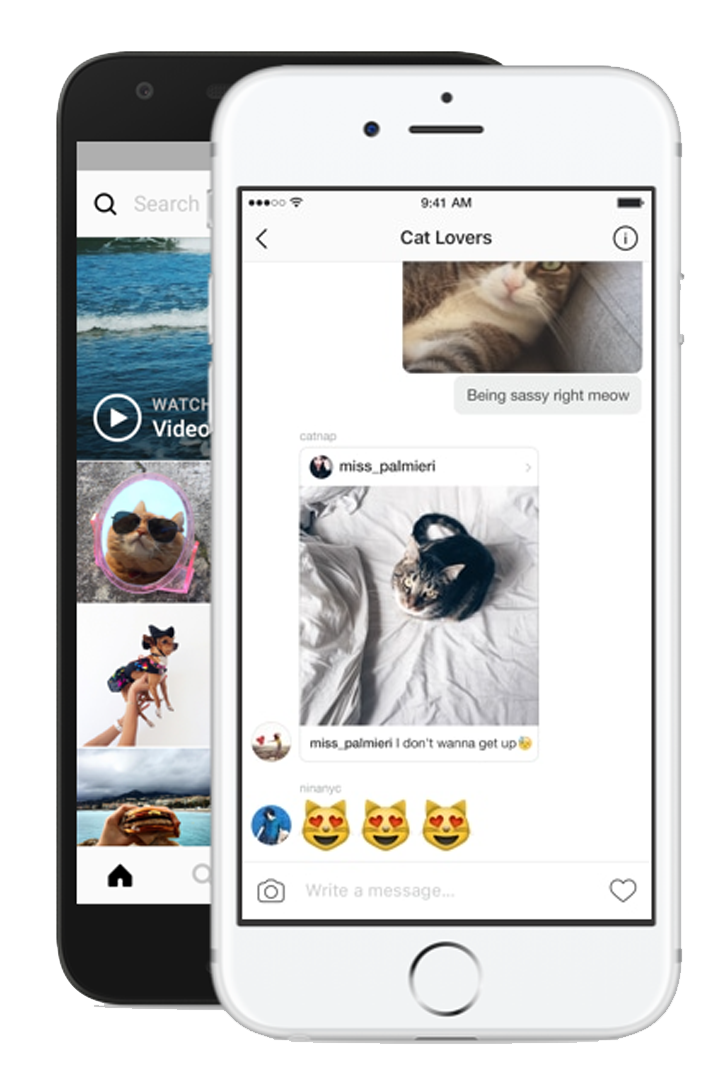 Search
WATCH
Video
9:41 AM
Cat Lovers
Being sassy right meow
catnap
miss_palmieri
miss_palmieri I don't wanna get up
ninanyc
Write a message...